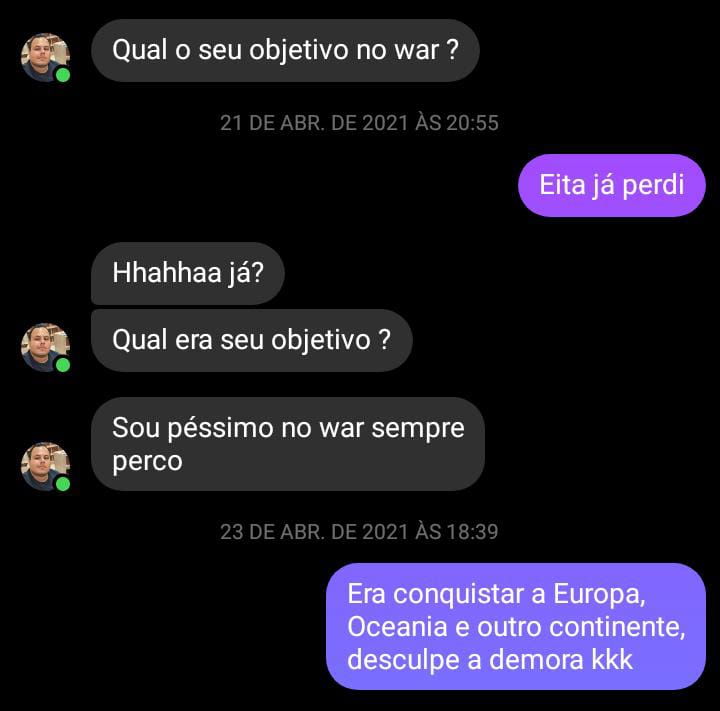 Qual o seu objetivo no war ?
21 DE ABR. DE 2021 ÀS 20:55
Eita já perdi
Hhahhaa já?
Qual era seu objetivo ?
Sou péssimo no war sempre
perco
23 DE ABR. DE 2021 ÀS 18:39
Era conquistar a Europa,
Oceania e outro continente,
desculpe a demora kkk